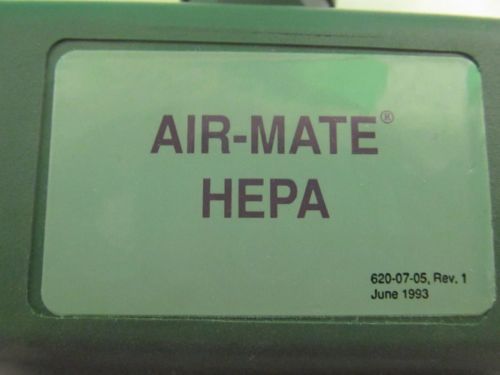 AIR-MATE®
HEPA
620-07-05, Rev. 1
June 1993